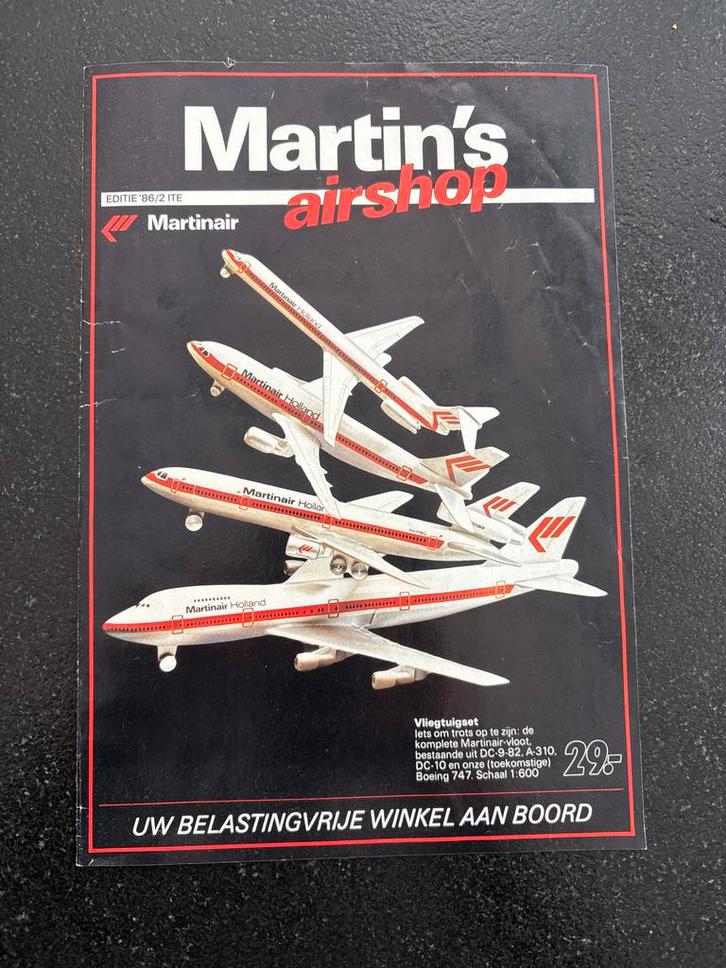 Martin's
airshop
EDITIE '86/2 ITE
Martinair
Martinair Holland
Martinair Holland
Martinair Holland
Martinair Holland
Vliegtuigset
Iets om trots op te zijn: de
komplete Martinair-vloot,
bestaande uit DC-9-82, A-310,
DC-10 en onze (toekomstige)
Boeing 747. Schaal 1:600
29.-
UW BELASTINGVRIJE WINKEL AAN BOORD